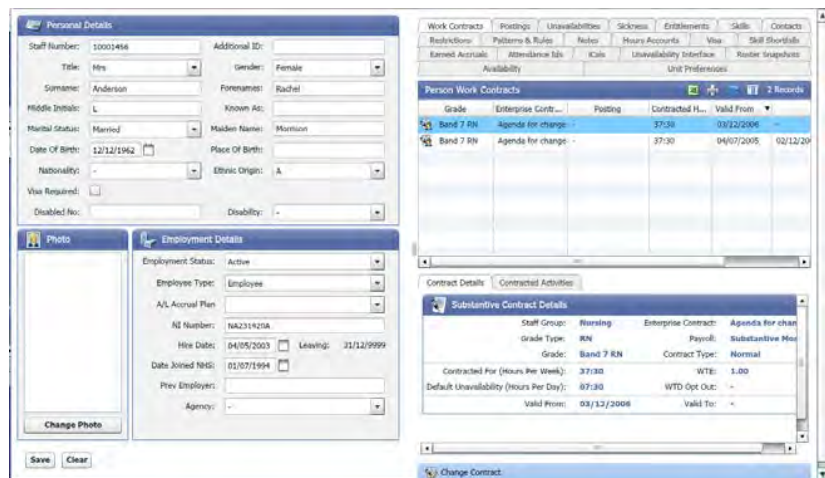 Personal Details
Staff Number: 10001456 Additional ID:
Title: Mrs Gender: Female
Surname: Anderson Forenames: Rachel
Middle Initials: L Known As:
Marital Status: Married Maiden Name: Morrison
Date Of Birth: 12/12/1962 Place Of Birth:
Nationality: - Ethnic Origin: A
Visa Required:
Disabled No: Disability: -
Photo
Change Photo
Employment Details
Employment Status: Active
Employee Type: Employee
A/L Accrual Plan
NI Number: NA231920A
Hire Date: 04/05/2003 Leaving: 31/12/9999
Date Joined NHS: 01/07/1994
Prev Employer:
Agency: -
Save Clear
Work Contracts Postings Unavailabilities Sickness Entitlements Skills Contacts
Restrictions Patterns & Rules Notes Hours Accounts Visa Skill Shortfalls
Earned Accruals Attendance Ids iCals Unavailability Interface Roster Snapshots
Availability Unit Preferences
Person Work Contracts 2 Records
Grade Enterprise Contr... Posting Contracted H... Valid From
Band 7 RN Agenda for change - 37:30 03/12/2006 -
Band 7 RN Agenda for change - 37:30 04/07/2005 02/12/20
Contract Details Contracted Activities
Substantive Contract Details
Staff Group: Nursing Enterprise Contract: Agenda for chan
Grade Type: RN Payroll: Substantive Mon
Grade: Band 7 RN Contract Type: Normal
Contracted For (Hours Per Week): 37:30 WTE: 1.00
Default Unavailability (Hours Per Day): 07:30 WTD Opt Out: -
Valid From: 03/12/2006 Valid To: -
Change Contract